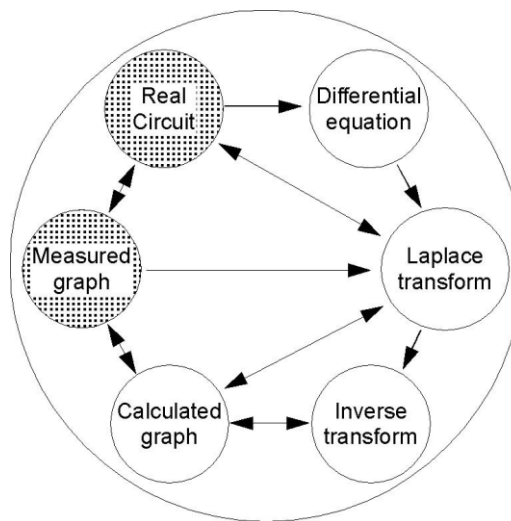 Real
Circuit
Differential
equation
Measured
graph
Laplace
transform
Calculated
graph
Inverse
transform